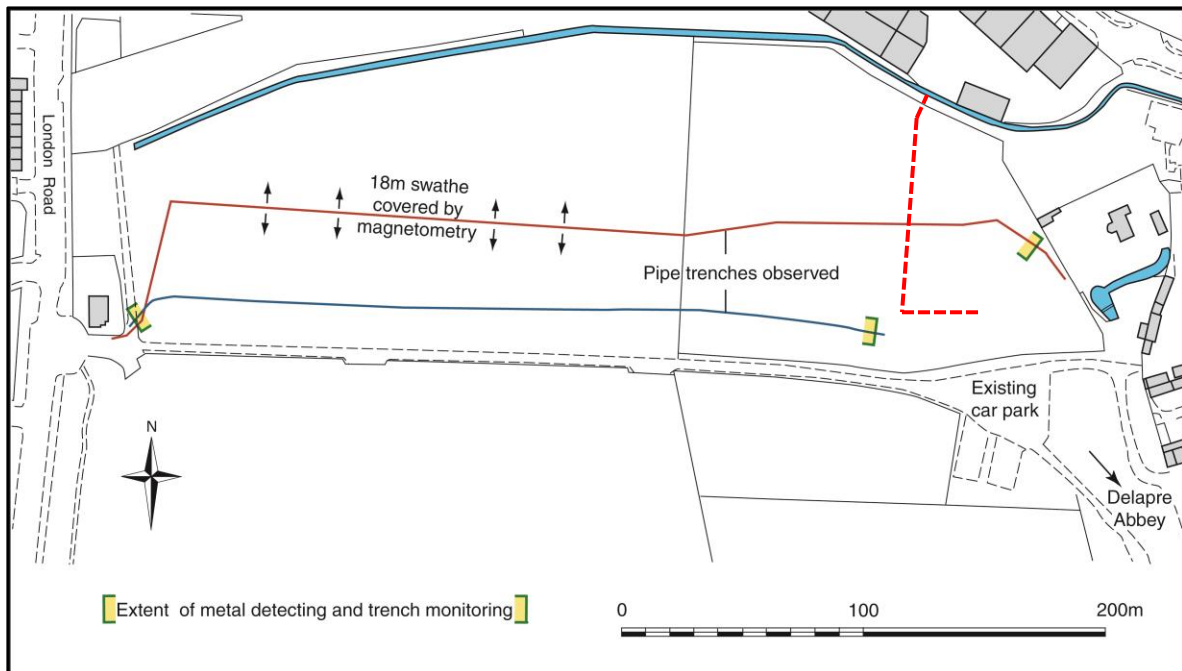 London Road
18m swathe
covered by
magnetometry
Pipe trenches observed
N
Existing
car park
Delapre
Abbey
Extent of metal detecting and trench monitoring
0 100 200m